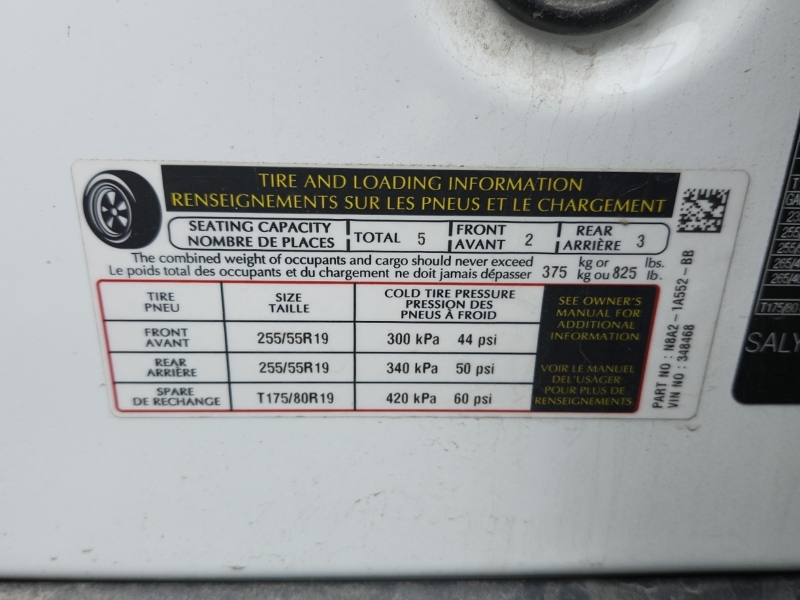 TIRE AND LOADING INFORMATION
RENSEIGNEMENTS SUR LES PNEUS ET LE CHARGEMENT
SEATING CAPACITY
NOMBRE DE PLACES
TOTAL 5
FRONT
AVANT 2
REAR
ARRIÈRE 3
The combined weight of occupants and cargo should never exceed
Le poids total des occupants et du chargement ne doit jamais dépasser
375 kg or
kg ou 825 lbs.
lb.
TIRE
PNEU
SIZE
TAILLE
COLD TIRE PRESSURE
PRESSION DES
PNEUS À FROID
SEE OWNER'S
MANUAL FOR
ADDITIONAL
INFORMATION
FRONT
AVANT
255/55R19
300 kPa 44 psi
REAR
ARRIÈRE
255/55R19
340 kPa 50 psi
VOIR LE MANUEL
DEL'USAGER
POUR PLUS DE
RENSEIGNEMENTS
SPARE
DE RECHANGE
T175/80R19
420 kPa 60 psi
PART NO : N8A2-1A552-BB
VIN NO : 348468
T175/80
SALY